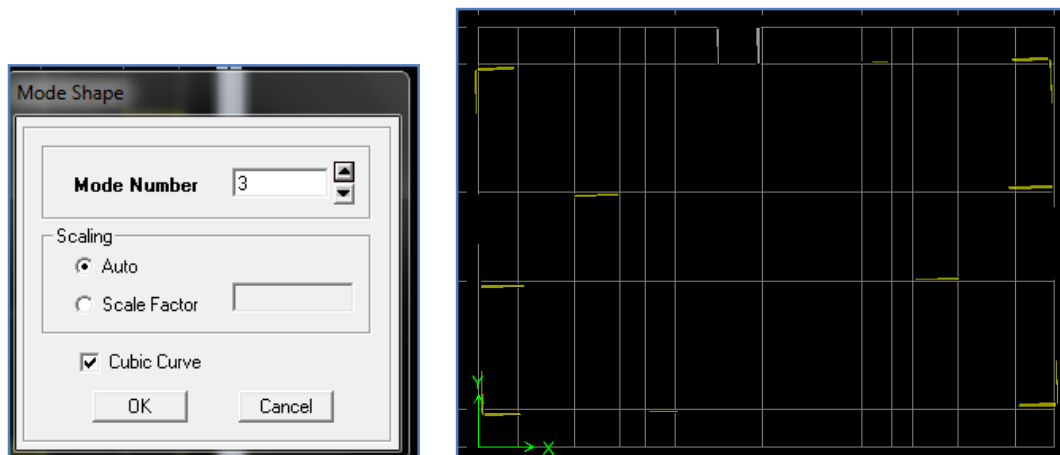 Mode Shape
Mode Number 3
Scaling
Auto
Scale Factor
Cubic Curve
OK Cancel
Y
X